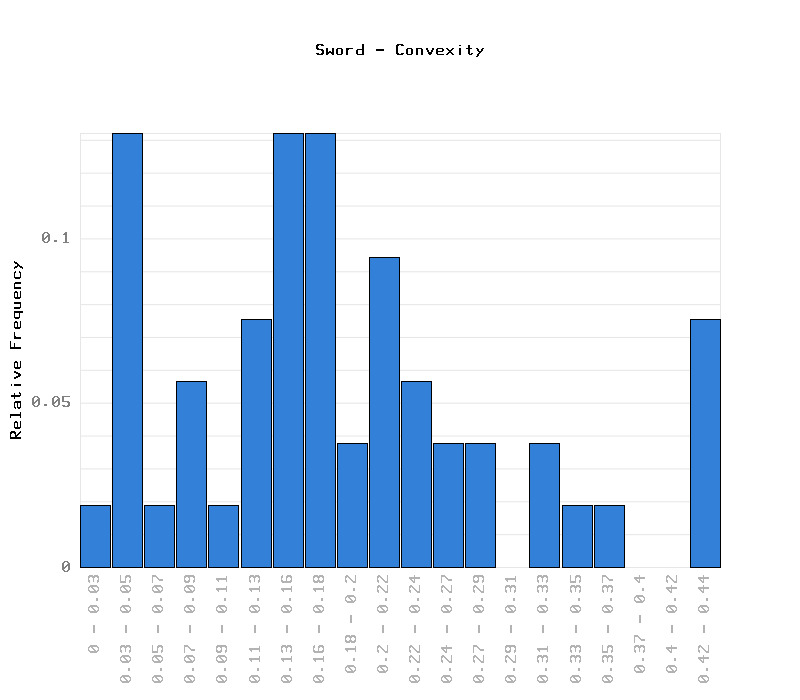 Sword - Convexity
Relative Frequency
0.1
0.05
0
0 - 0.03
0.03 - 0.05
0.05 - 0.07
0.07 - 0.09
0.09 - 0.11
0.11 - 0.13
0.13 - 0.16
0.16 - 0.18
0.18 - 0.2
0.2 - 0.22
0.22 - 0.24
0.24 - 0.27
0.27 - 0.29
0.29 - 0.31
0.31 - 0.33
0.33 - 0.35
0.35 - 0.37
0.37 - 0.4
0.4 - 0.42
0.42 - 0.44